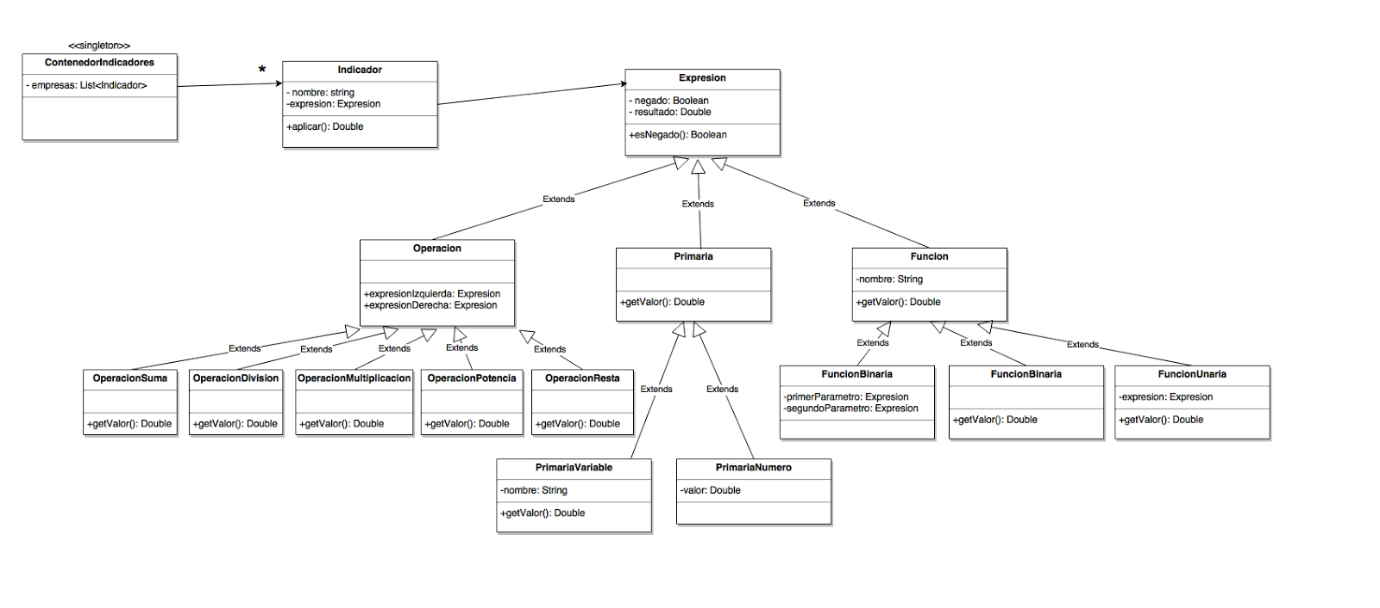 <<singleton>>
ContenedorIndicadores
- empresas: List<Indicador>
*
Indicador
- nombre: string
-expresion: Expresion
+aplicar(): Double
Expresion
- negado: Boolean
- resultado: Double
+esNegado(): Boolean
Extends
Extends
Extends
Operacion
+expresionIzquierda: Expresion
+expresionDerecha: Expresion
Primaria
+getValor(): Double
Funcion
-nombre: String
+getValor(): Double
Extends
Extends
Extends
Extends
Extends
Extends
Extends
Extends
Extends
Extends
OperacionSuma
+getValor(): Double
OperacionDivision
+getValor(): Double
OperacionMultiplicacion
+getValor(): Double
OperacionPotencia
+getValor(): Double
OperacionResta
+getValor(): Double
FuncionBinaria
-primerParametro: Expresion
-segundoParametro: Expresion
FuncionBinaria
+getValor(): Double
FuncionUnaria
-expresion: Expresion
+getValor(): Double
PrimariaVariable
-nombre: String
+getValor(): Double
PrimariaNumero
-valor: Double